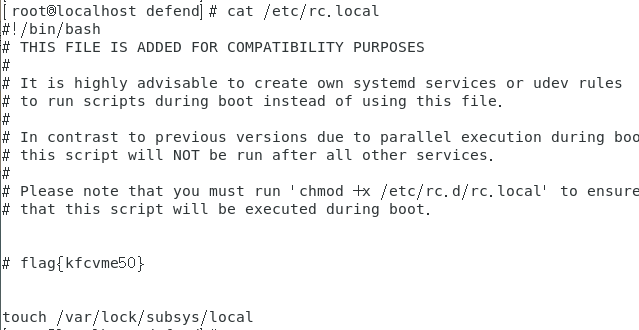 [root@localhost defend]# cat /etc/rc.local
#!/bin/bash
# THIS FILE IS ADDED FOR COMPATIBILITY PURPOSES
#
# It is highly advisable to create own systemd services or udev rules
# to run scripts during boot instead of using this file.
#
# In contrast to previous versions due to parallel execution during boo
# this script will NOT be run after all other services.
#
# Please note that you must run 'chmod +x /etc/rc.d/rc.local' to ensure
# that this script will be executed during boot.
# flag{kfcvme50}
touch /var/lock/subsys/local